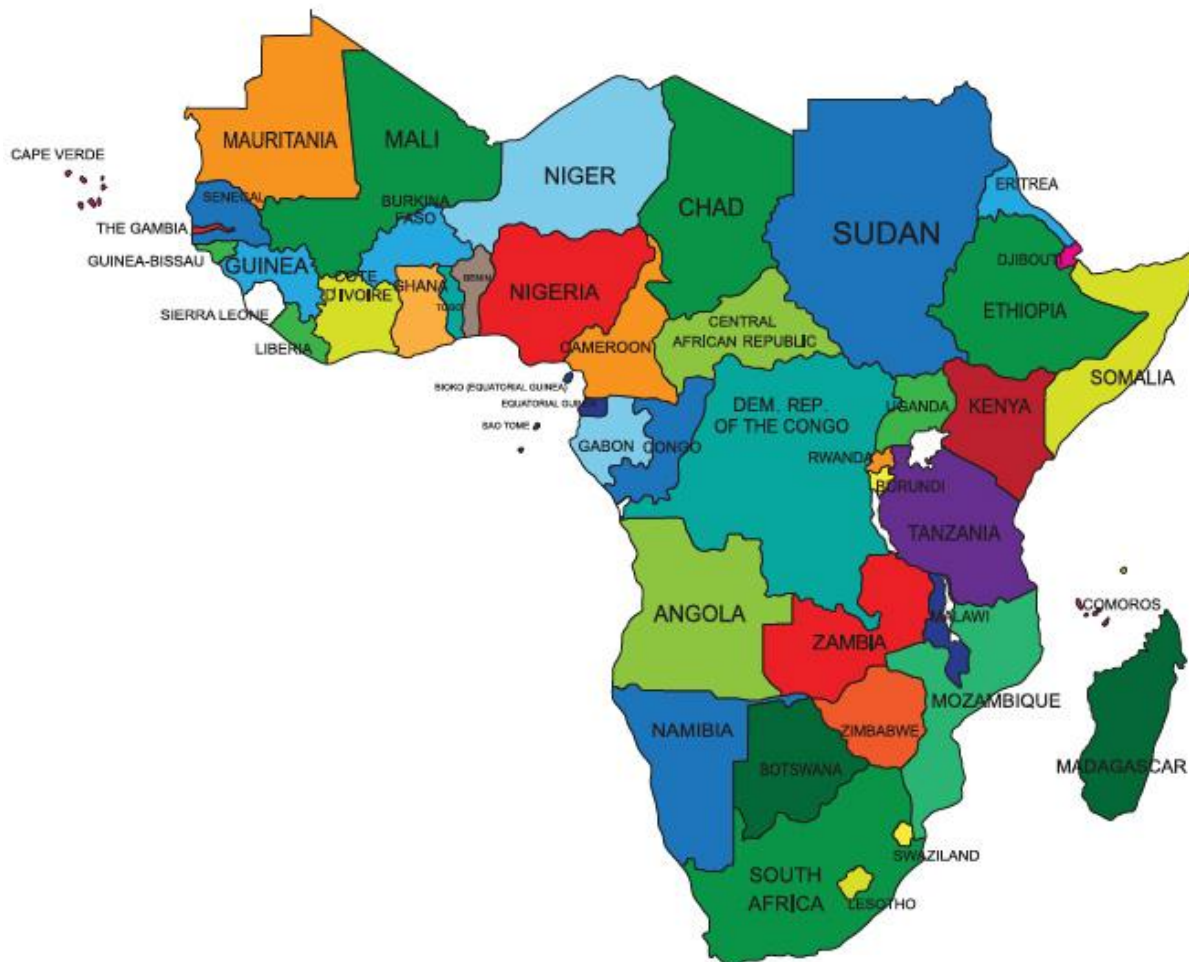 MAURITANIA
MALI
NIGER
CHAD
SUDAN
ERITREA
CAPE VERDE
SENEGAL
THE GAMBIA
GUINEA-BISSAU
GUINEA
BURKINA
FASO
SIERRA LEONE
LIBERIA
COTE
D'IVOIRE
GHANA
TOGO
BENIN
NIGERIA
CAMEROON
CENTRAL
AFRICAN REPUBLIC
DJIBOUTI
ETHIOPIA
SOMALIA
BIOKO (EQUATORIAL GUINEA)
EQUATORIAL GUINEA
SAO TOME
GABON
CONGO
DEM. REP.
OF THE CONGO
UGANDA
KENYA
RWANDA
BURUNDI
TANZANIA
ANGOLA
ZAMBIA
MALAWI
COMOROS
MOZAMBIQUE
NAMIBIA
ZIMBABWE
BOTSWANA
MADAGASCAR
SWAZILAND
SOUTH
AFRICA
LESOTHO